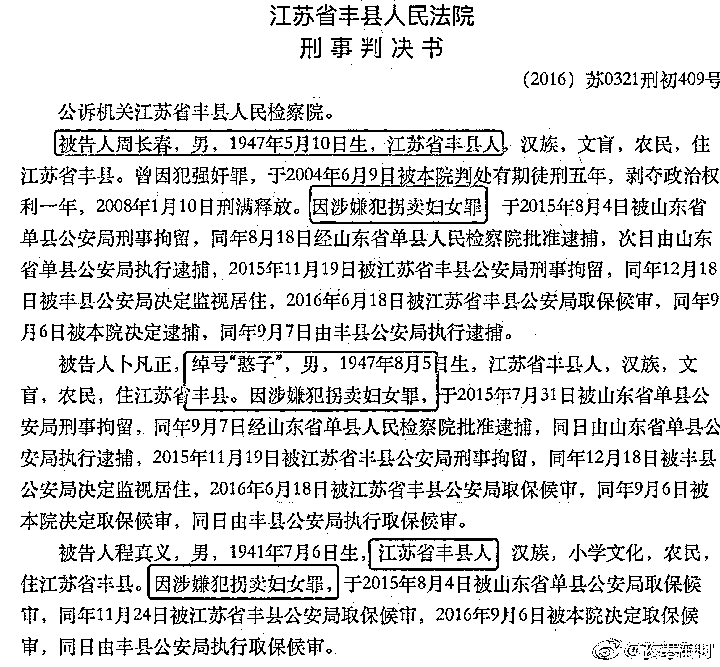 江苏省丰县人民法院
刑事判决书
（2016）苏0321刑初409号
公诉机关江苏省丰县人民检察院。
被告人周长春，男，1947年5月10日生，江苏省丰县人，汉族，文盲，农民，住
江苏省丰县。曾因犯强奸罪，于2004年6月9日被本院判处有期徒刑五年，剥夺政治权
利一年，2008年1月10日刑满释放。因涉嫌犯拐卖妇女罪 于2015年8月4日被山东省
单县公安局刑事拘留，同年8月18日经山东省单县人民检察院批准逮捕，次日由山东
省单县公安局执行逮捕，2015年11月19日被江苏省丰县公安局刑事拘留，同年12月18
日被丰县公安局决定监视居住，2016年6月18日被江苏省丰县公安局取保候审，同年9
月6日被本院决定逮捕，同年9月7日由丰县公安局执行逮捕。
被告人卜凡正，绰号“憨子”，男，1947年8月5日生，江苏省丰县人，汉族，文
盲，农民，住江苏省丰县。因涉嫌犯拐卖妇女罪，于2015年7月31日被山东省单县公
安局刑事拘留，同年9月7日经山东省单县人民检察院批准逮捕，同日由山东省单县公
安局执行逮捕，2015年11月19日被江苏省丰县公安局刑事拘留，同年12月18日被丰县
公安局决定监视居住，2016年6月18日被江苏省丰县公安局取保候审，同年9月6日被
本院决定取保候审，同日由丰县公安局执行取保候审。
被告人程真义，男，1941年7月6日生，江苏省丰县人 汉族，小学文化，农民，
住江苏省丰县。因涉嫌犯拐卖妇女罪，于2015年8月4日被山东省单县公安局取保候
审，同年11月24日被江苏省丰县公安局取保候审，2016年9月6日被本院决定取保候
审，同日由丰县公安局执行取保候审。